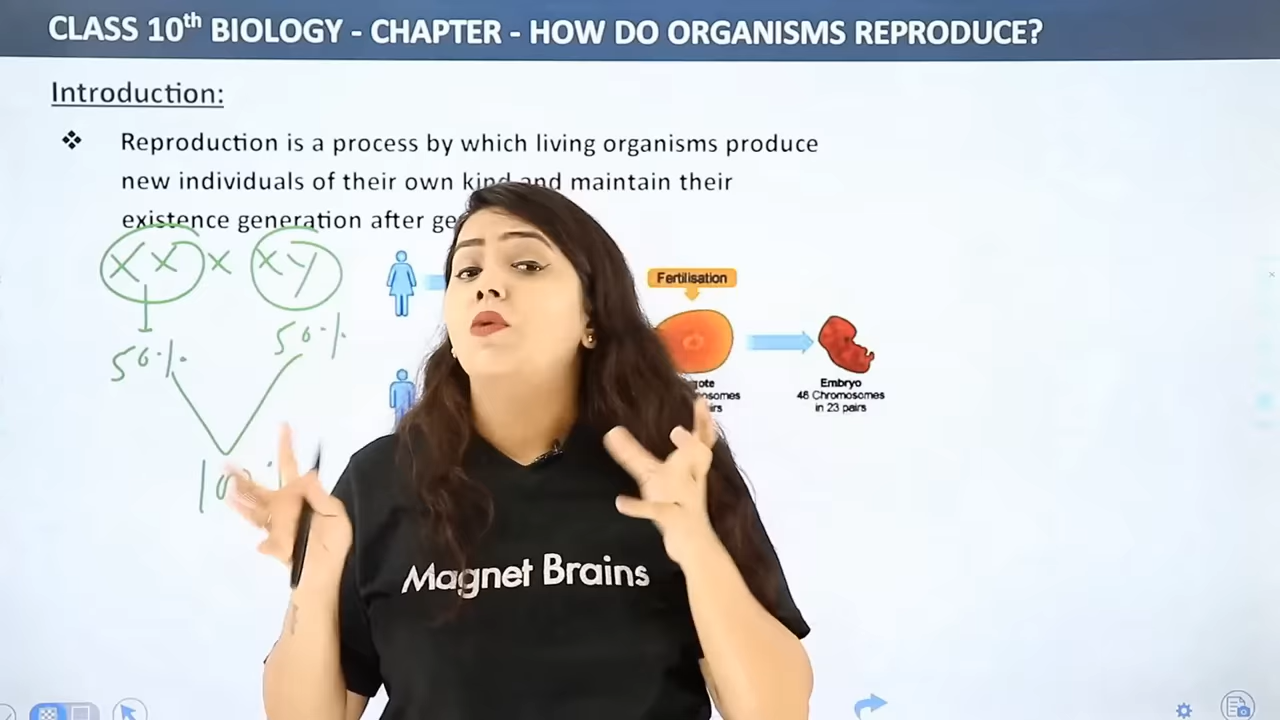 CLASS 10th BIOLOGY - CHAPTER - HOW DO ORGANISMS REPRODUCE?
Introduction:
❖ Reproduction is a process by which living organisms produce
new individuals of their own kind and maintain their
existence generation after ge
XX × XY
Fertilisation
50%
50%
Embryo
46 Chromosomes
in 23 pairs
Magnet Brains